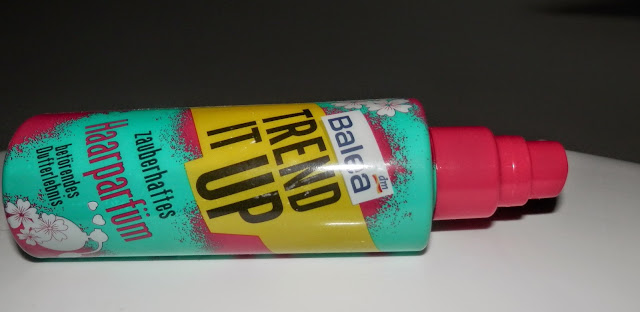 Balea
dm
TREND
IT UP
zauberhaftes
Haarparfüm
betörendes
Dufterlebnis